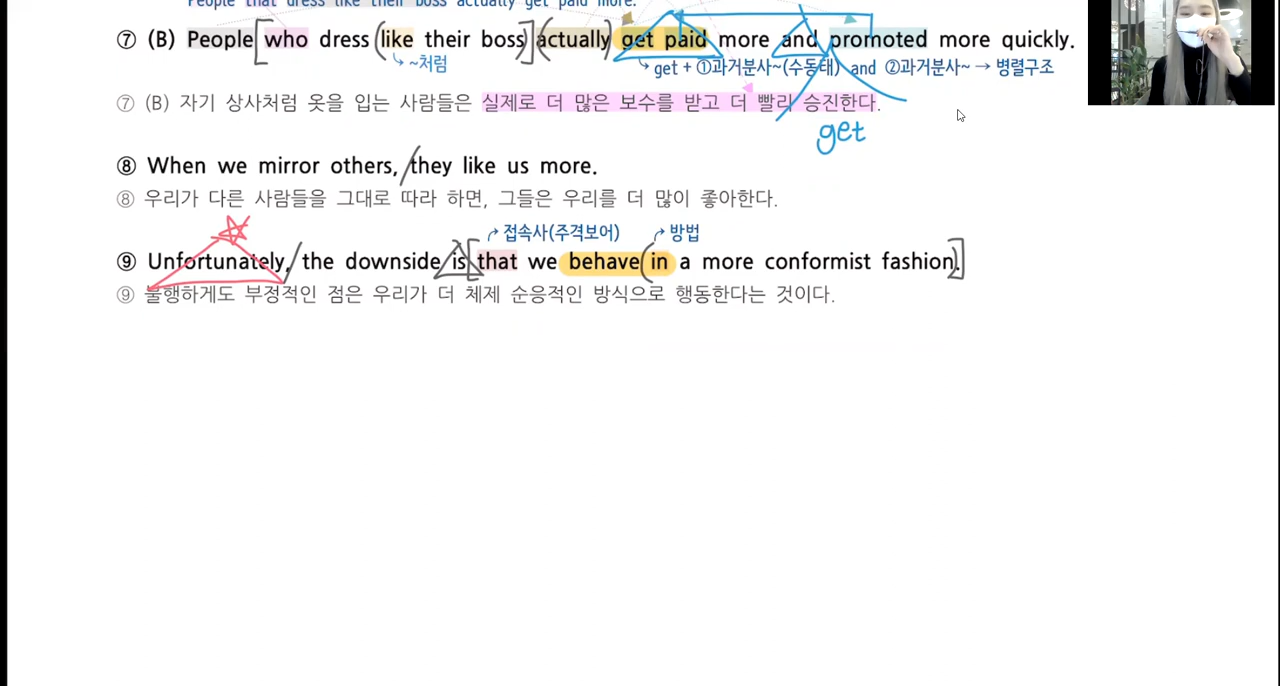 People that dress like their boss actually get paid more.
⑦ (B) People who dress like their boss actually get paid more and promoted more quickly.
↳ ~처럼
↳ get + ①과거분사~(수동태) and ②과거분사~ → 병렬구조
⑦ (B) 자기 상사처럼 옷을 입는 사람들은 실제로 더 많은 보수를 받고 더 빨리 승진한다.
get
⑧ When we mirror others, they like us more.
⑧ 우리가 다른 사람들을 그대로 따라 하면, 그들은 우리를 더 많이 좋아한다.
접속사(주격보어) 방법
⑨ Unfortunately, the downside is that we behave in a more conformist fashion.
⑨ 불행하게도 부정적인 점은 우리가 더 체제 순응적인 방식으로 행동한다는 것이다.